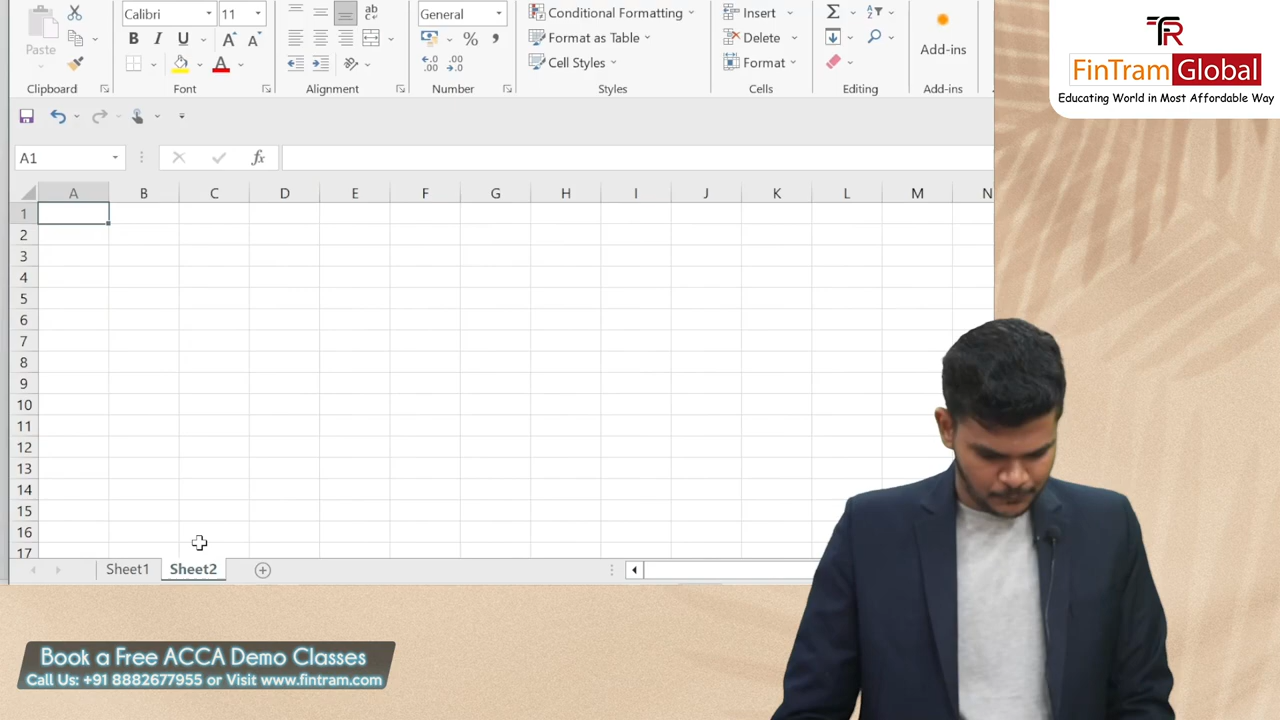 Calibri 11 ab General Conditional Formatting Insert Σ
Paste B I U A A Format as Table Delete Add-ins
A Cell Styles Format
Clipboard Font Alignment Number Styles Cells Editing Add-ins
TR
FinTram Global
Educating World in Most Affordable Way
A1 fx
A B C D E F G H I J K L M N
1
2
3
4
5
6
7
8
9
10
11
12
13
14
15
16
17
Sheet1 Sheet2
Book a Free ACCA Demo Classes
Call Us: +91 8882677955 or Visit www.fintram.com